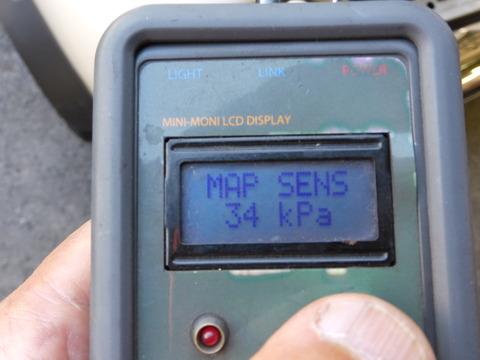 LIGHT LINK POWER
MINI-MONI LCD DISPLAY
MAP SENS
34 kPa